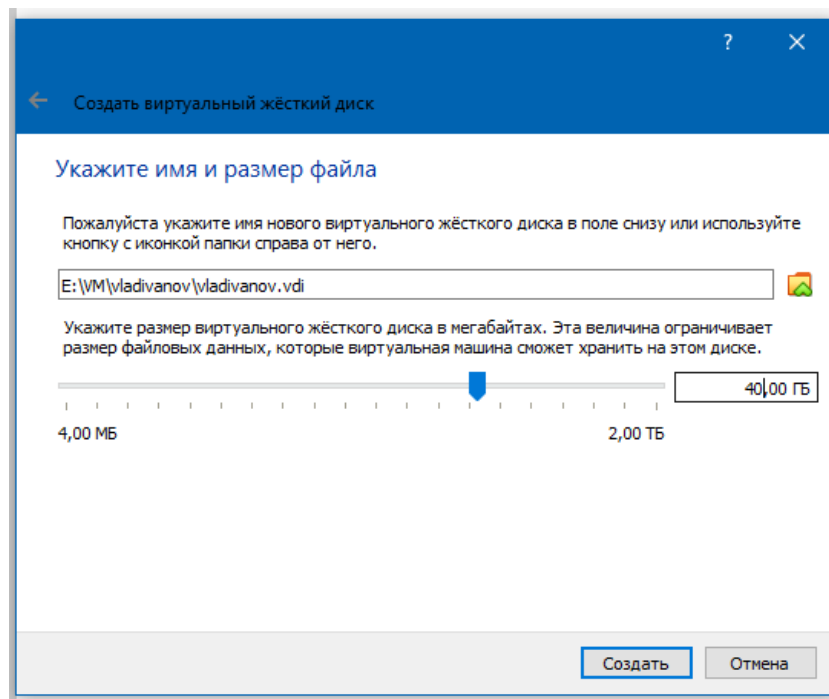 ?
Создать виртуальный жёсткий диск
Укажите имя и размер файла
Пожалуйста укажите имя нового виртуального жёсткого диска в поле снизу или используйте
кнопку с иконкой папки справа от него.
E:\VM\vladivanov\vladivanov.vdi
Укажите размер виртуального жёсткого диска в мегабайтах. Эта величина ограничивает
размер файловых данных, которые виртуальная машина сможет хранить на этом диске.
40,00 ГБ
4,00 МБ 2,00 ТБ
Создать Отмена